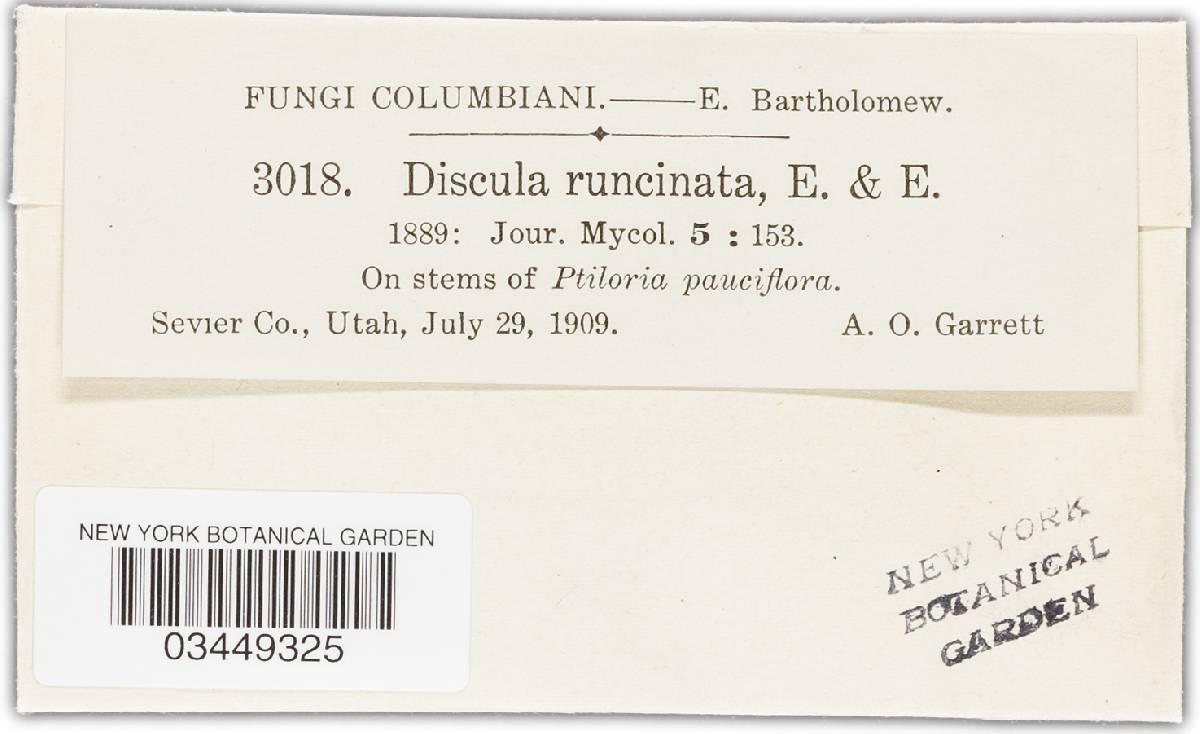 FUNGI COLUMBIANI.——E. Bartholomew.
3018. Discula runcinata, E. & E.
1889: Jour. Mycol. 5 : 153.
On stems of Ptiloria pauciflora.
Sevier Co., Utah, July 29, 1909. A. O. Garrett
NEW YORK BOTANICAL GARDEN
03449325
NEW YORK
BOTANICAL
GARDEN